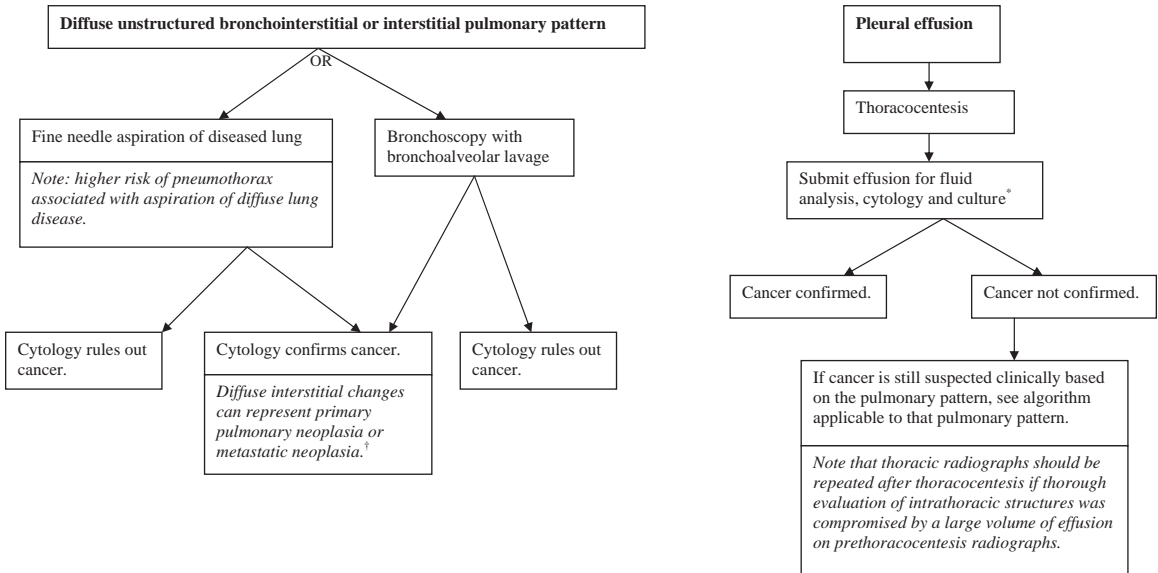 Diffuse unstructured bronchointerstitial or interstitial pulmonary pattern
OR
Fine needle aspiration of diseased lung
Note: higher risk of pneumothorax
associated with aspiration of diffuse lung
disease.
Bronchoscopy with
bronchoalveolar lavage
Cytology rules out
cancer.
Cytology confirms cancer.
Diffuse interstitial changes
can represent primary
pulmonary neoplasia or
metastatic neoplasia.†
Cytology rules out
cancer.
Pleural effusion
Thoracocentesis
Submit effusion for fluid
analysis, cytology and culture*
Cancer confirmed.
Cancer not confirmed.
If cancer is still suspected clinically based
on the pulmonary pattern, see algorithm
applicable to that pulmonary pattern.
Note that thoracic radiographs should be
repeated after thoracocentesis if thorough
evaluation of intrathoracic structures was
compromised by a large volume of effusion
on prethoracocentesis radiographs.